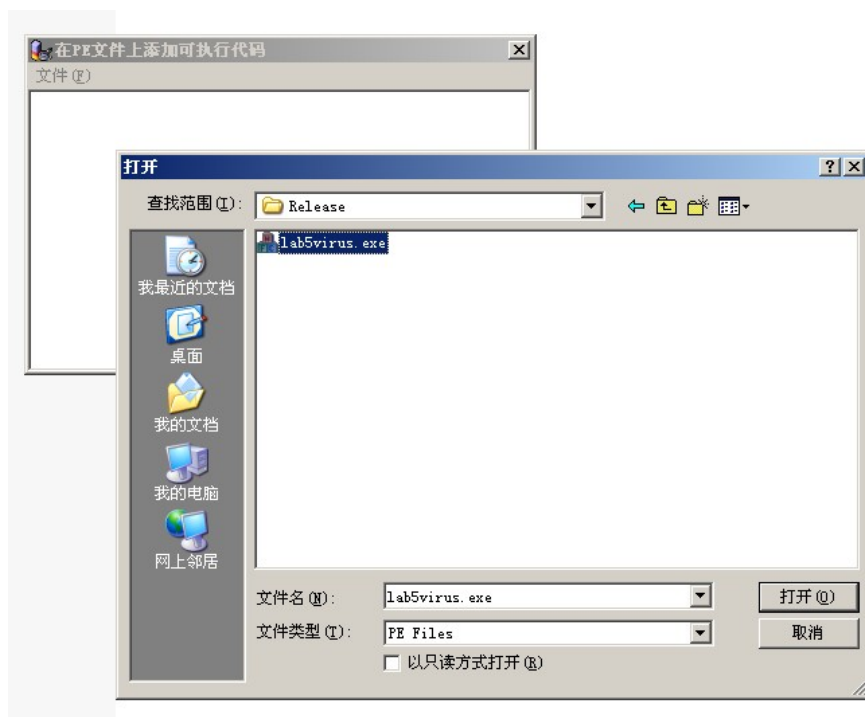 在PE文件上添加可执行代码
文件(F)
打开
查找范围(I):
Release
lab5virus.exe
我最近的文档
桌面
我的文档
我的电脑
网上邻居
文件名(N):
lab5virus.exe
打开(O)
文件类型(T):
PE Files
取消
以只读方式打开(R)